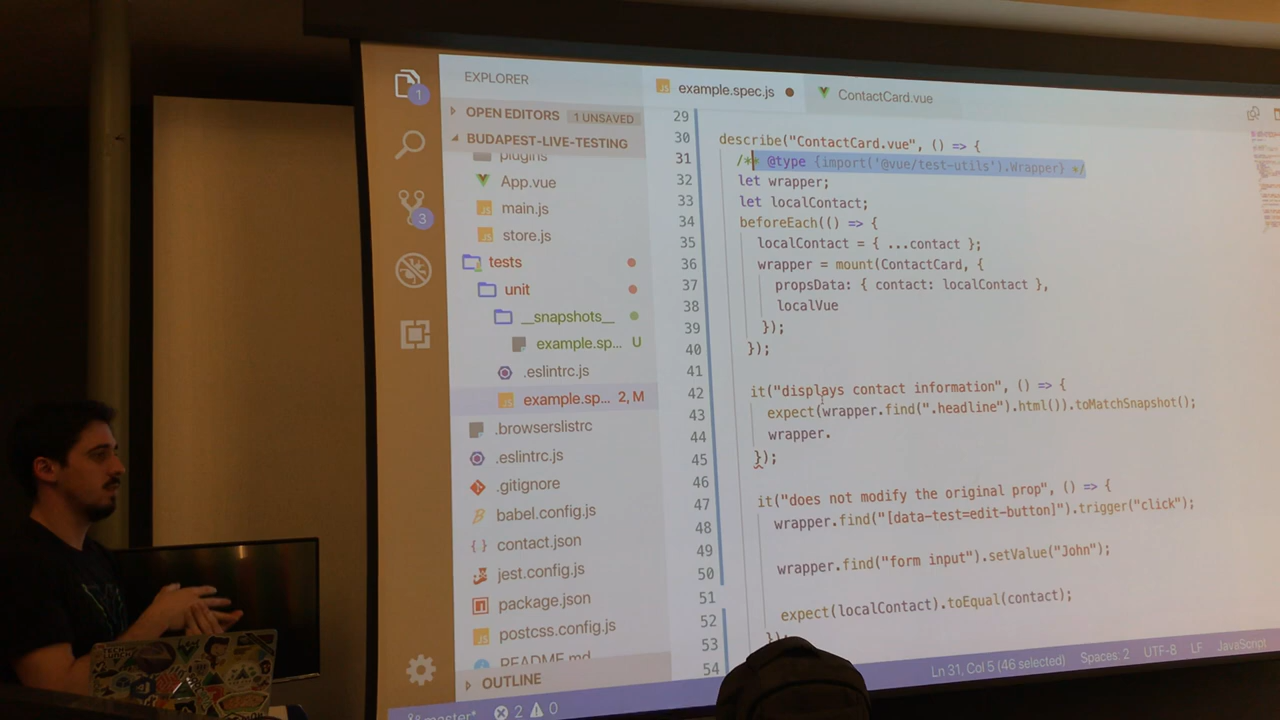 EXPLORER
OPEN EDITORS 1 UNSAVED
BUDAPEST-LIVE-TESTING
plugins
App.vue
main.js
store.js
tests
unit
__snapshots__
example.sp... U
.eslintrc.js
example.sp... 2, M
.browserslistrc
.eslintrc.js
.gitignore
babel.config.js
contact.json
jest.config.js
package.json
postcss.config.js
README.md
OUTLINE
1
3
example.spec.js
ContactCard.vue
29
30 describe("ContactCard.vue", () => {
31 /** @type {import('@vue/test-utils').Wrapper} */
32 let wrapper;
33 let localContact;
34 beforeEach(() => {
35 localContact = { ...contact };
36 wrapper = mount(ContactCard, {
37 propsData: { contact: localContact },
38 localVue
39 });
40 });
41
42 it("displays contact information", () => {
43 expect(wrapper.find(".headline").html()).toMatchSnapshot();
44 wrapper.
45 });
46
47 it("does not modify the original prop", () => {
48 wrapper.find("[data-test=edit-button]").trigger("click");
49
50 wrapper.find("form input").setValue("John");
51
52 expect(localContact).toEqual(contact);
53 });
54
master* 2 0
Ln 31, Col 5 (46 selected) Spaces: 2 UTF-8 LF JavaScript